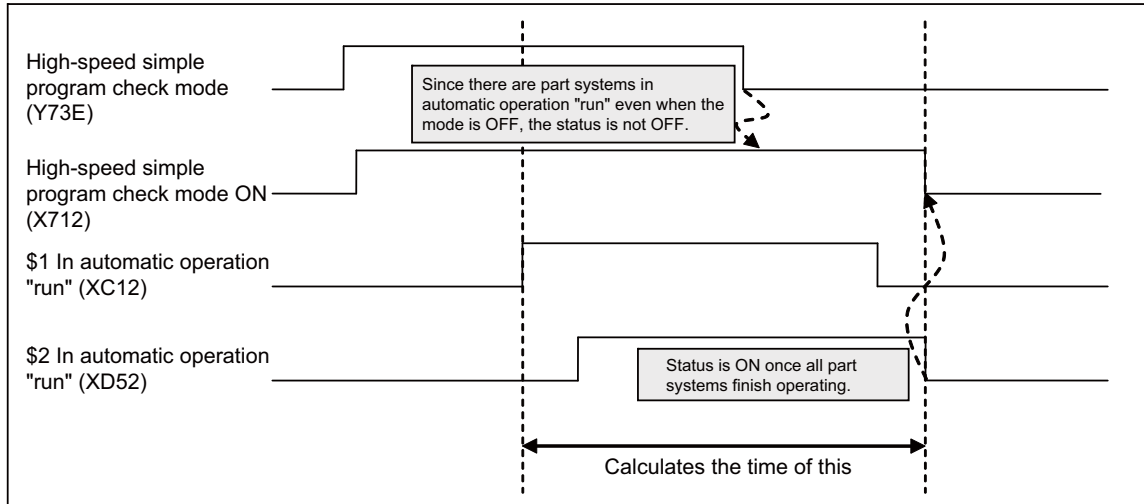 High-speed simple
program check mode
(Y73E)
Since there are part systems in
automatic operation "run" even when the
mode is OFF, the status is not OFF.
High-speed simple
program check mode ON
(X712)
$1 In automatic operation
"run" (XC12)
$2 In automatic operation
"run" (XD52)
Status is ON once all part
systems finish operating.
Calculates the time of this